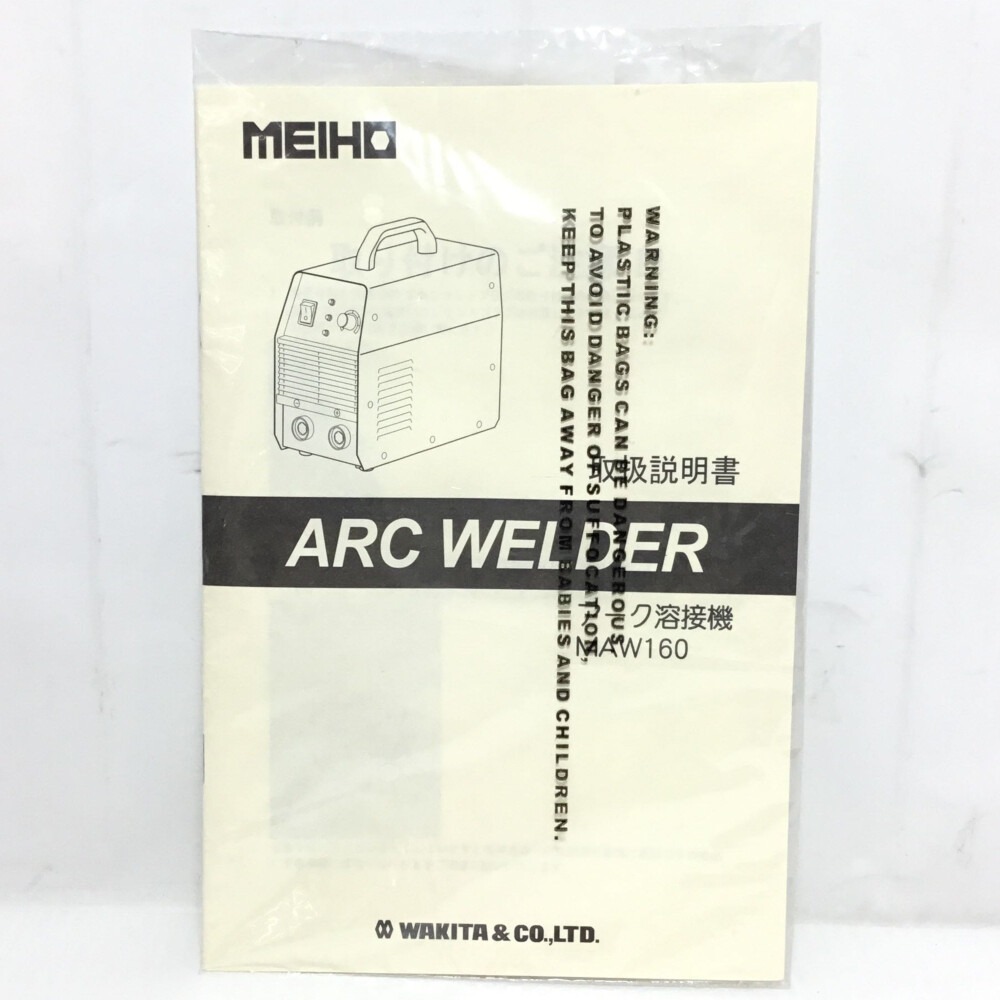 MEIHO
WARNING:
PLASTIC BAGS CAN BE DANGEROUS
TO AVOID DANGER OF SUFFOCATION,
KEEP THIS BAG AWAY FROM BABIES AND CHILDREN.
取扱説明書
ARC WELDER
アーク溶接機
MAW160
WAKITA & CO.,LTD.